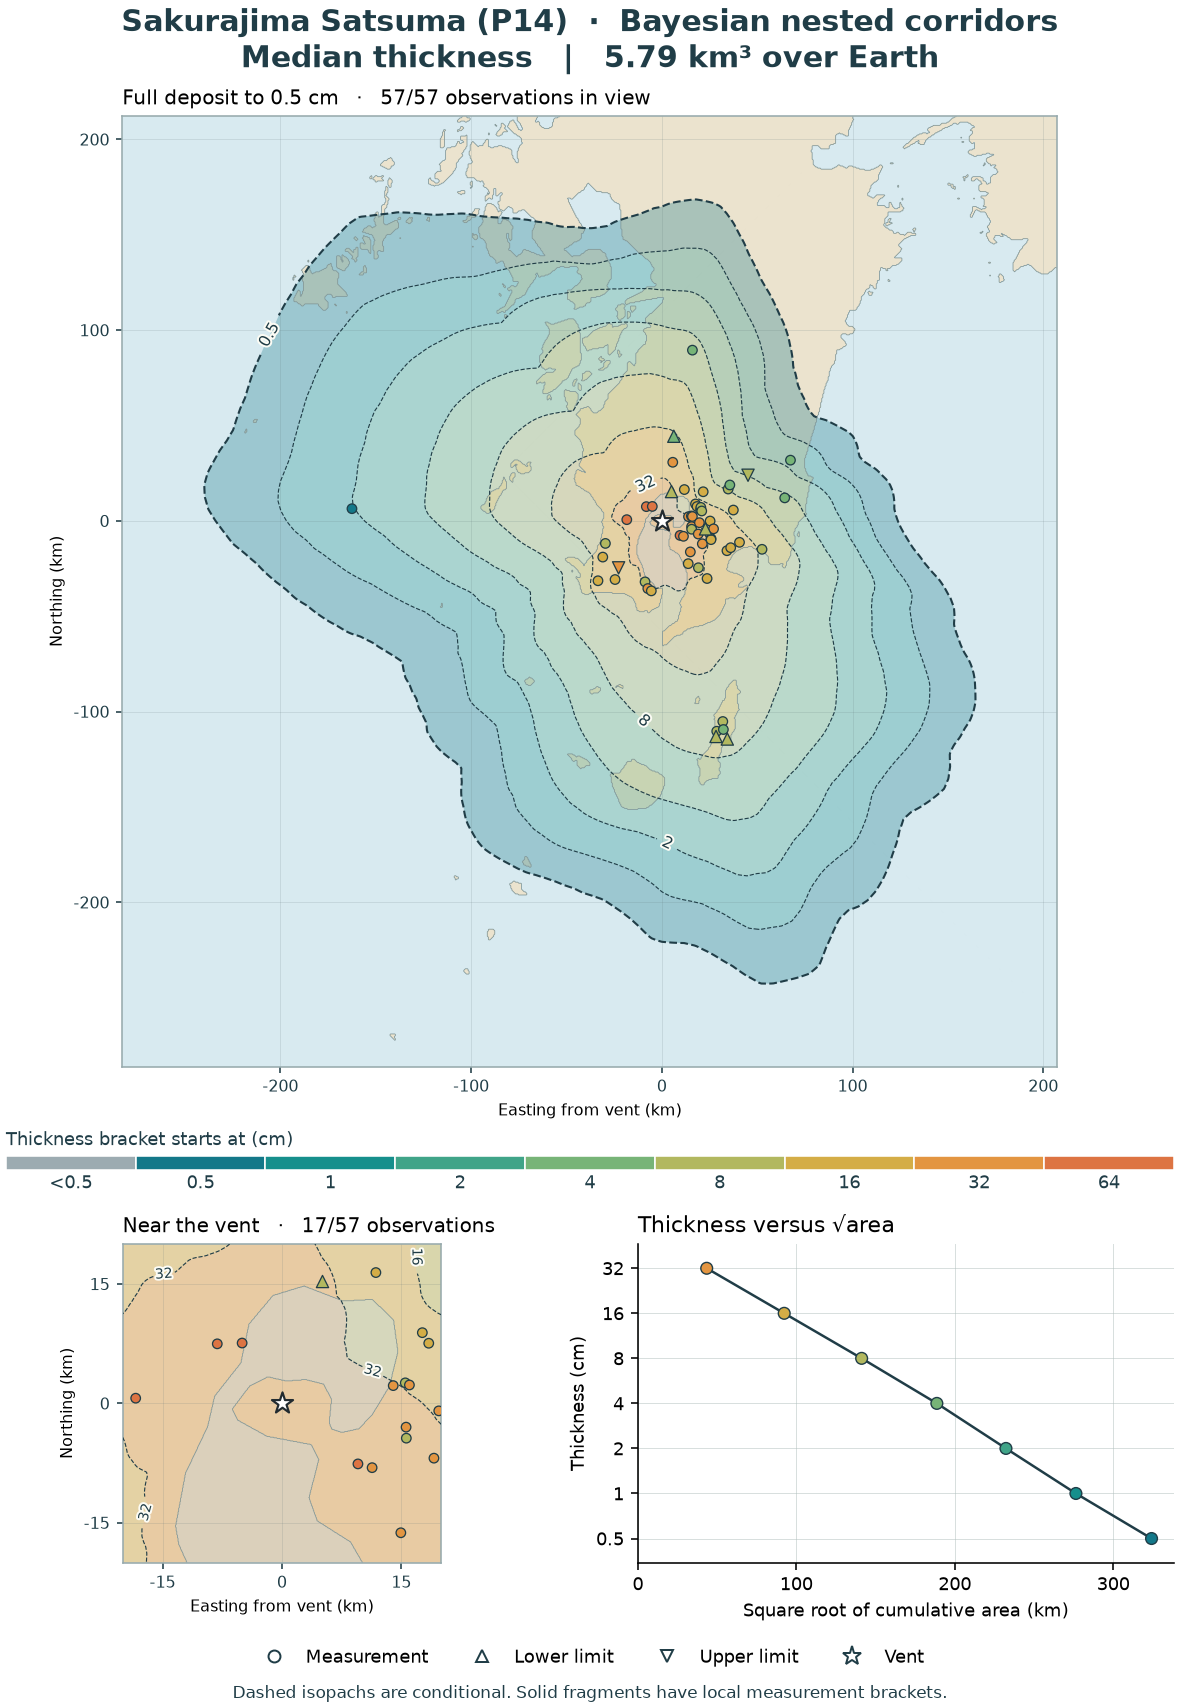 Sakurajima Satsuma (P14)  ·  Bayesian nested corridors
Median thickness  |  5.79 km³ over Earth
Full deposit to 0.5 cm  ·  57/57 observations in view
200
100
0
-100
-200
Northing (km)
0.5
32
8
2
-200
-100
0
100
200
Easting from vent (km)
Thickness bracket starts at (cm)
<0.5
0.5
1
2
4
8
16
32
64
Near the vent  ·  17/57 observations
15
0
-15
Northing (km)
32
16
32
32
-15
0
15
Easting from vent (km)
Thickness versus √area
32
16
8
4
2
1
0.5
Thickness (cm)
0
100
200
300
Square root of cumulative area (km)
Measurement
Lower limit
Upper limit
Vent
Dashed isopachs are conditional. Solid fragments have local measurement brackets.